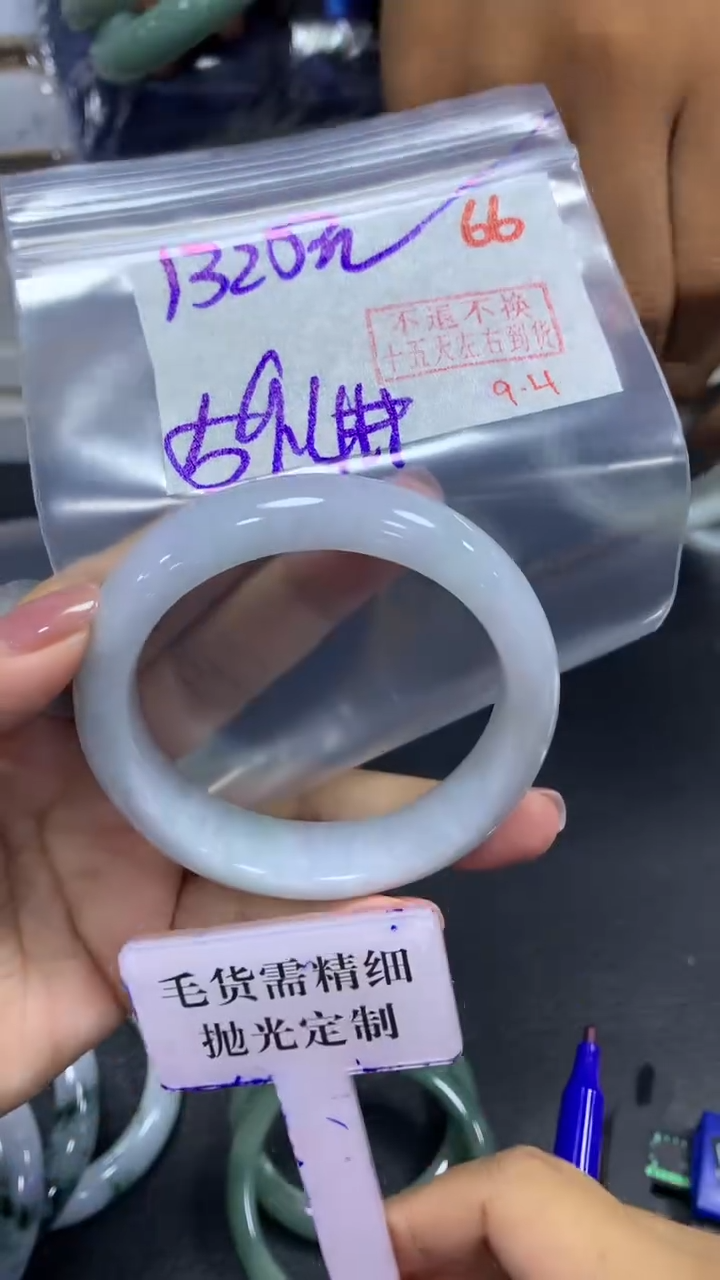 1320元
66
不退不换
十五天左右到货
9.4
毛货需精细
抛光定制